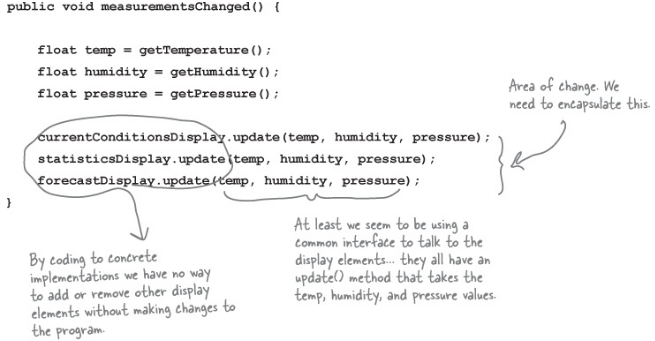 public void measurementsChanged() {
float temp = getTemperature();
float humidity = getHumidity();
float pressure = getPressure();
currentConditionsDisplay.update(temp, humidity, pressure);
statisticsDisplay.update(temp, humidity, pressure);
forecastDisplay.update(temp, humidity, pressure);
}
Area of change. We
need to encapsulate this.
By coding to concrete
implementations we have no way
to add or remove other display
elements without making changes to
the program.
At least we seem to be using a
common interface to talk to the
display elements... they all have an
update() method that takes the
temp, humidity, and pressure values.